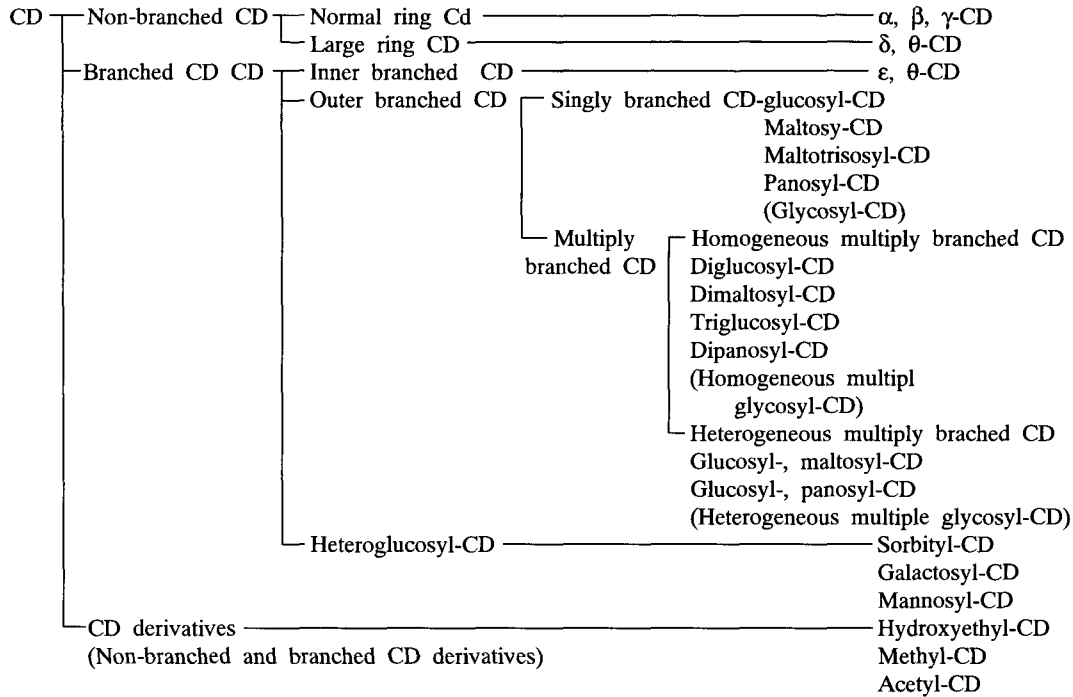 CD Non-branched CD Normal ring Cd α, β, γ-CD
Large ring CD δ, θ-CD
Branched CD CD Inner branched CD ε, θ-CD
Outer branched CD Singly branched CD-glucosyl-CD
Maltosy-CD
Maltotrisosyl-CD
Panosyl-CD
(Glycosyl-CD)
Multiply Homogeneous multiply branched CD
branched CD Diglucosyl-CD
Dimaltosyl-CD
Triglucosyl-CD
Dipanosyl-CD
(Homogeneous multipl
glycosyl-CD)
Heterogeneous multiply brached CD
Glucosyl-, maltosyl-CD
Glucosyl-, panosyl-CD
(Heterogeneous multiple glycosyl-CD)
Heteroglucosyl-CD Sorbityl-CD
Galactosyl-CD
Mannosyl-CD
CD derivatives Hydroxyethyl-CD
(Non-branched and branched CD derivatives) Methyl-CD
Acetyl-CD